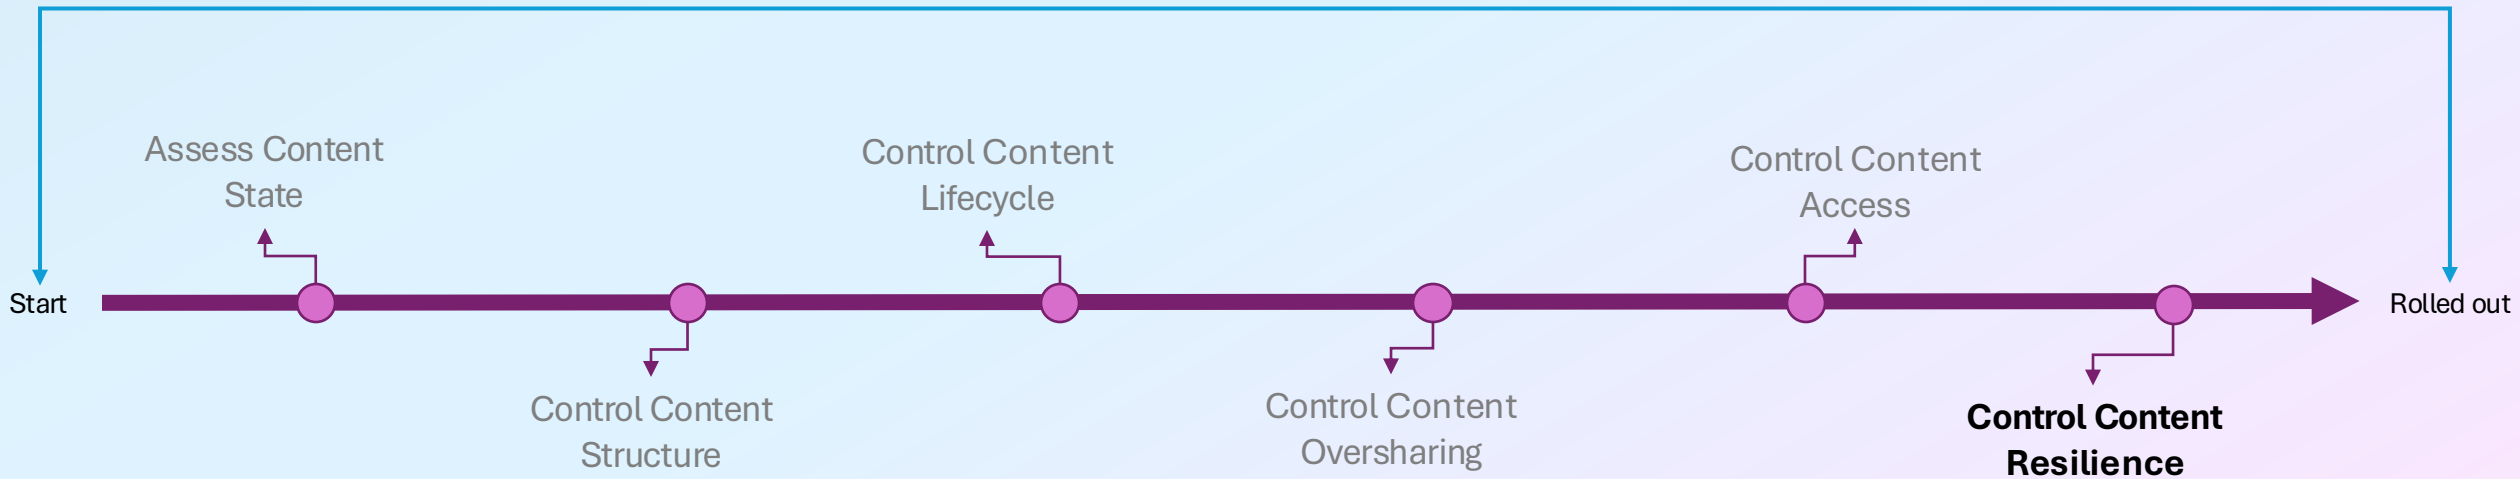 Start
Assess Content
State
Control Content
Structure
Control Content
Lifecycle
Control Content
Oversharing
Control Content
Access
Control Content
Resilience
Rolled out